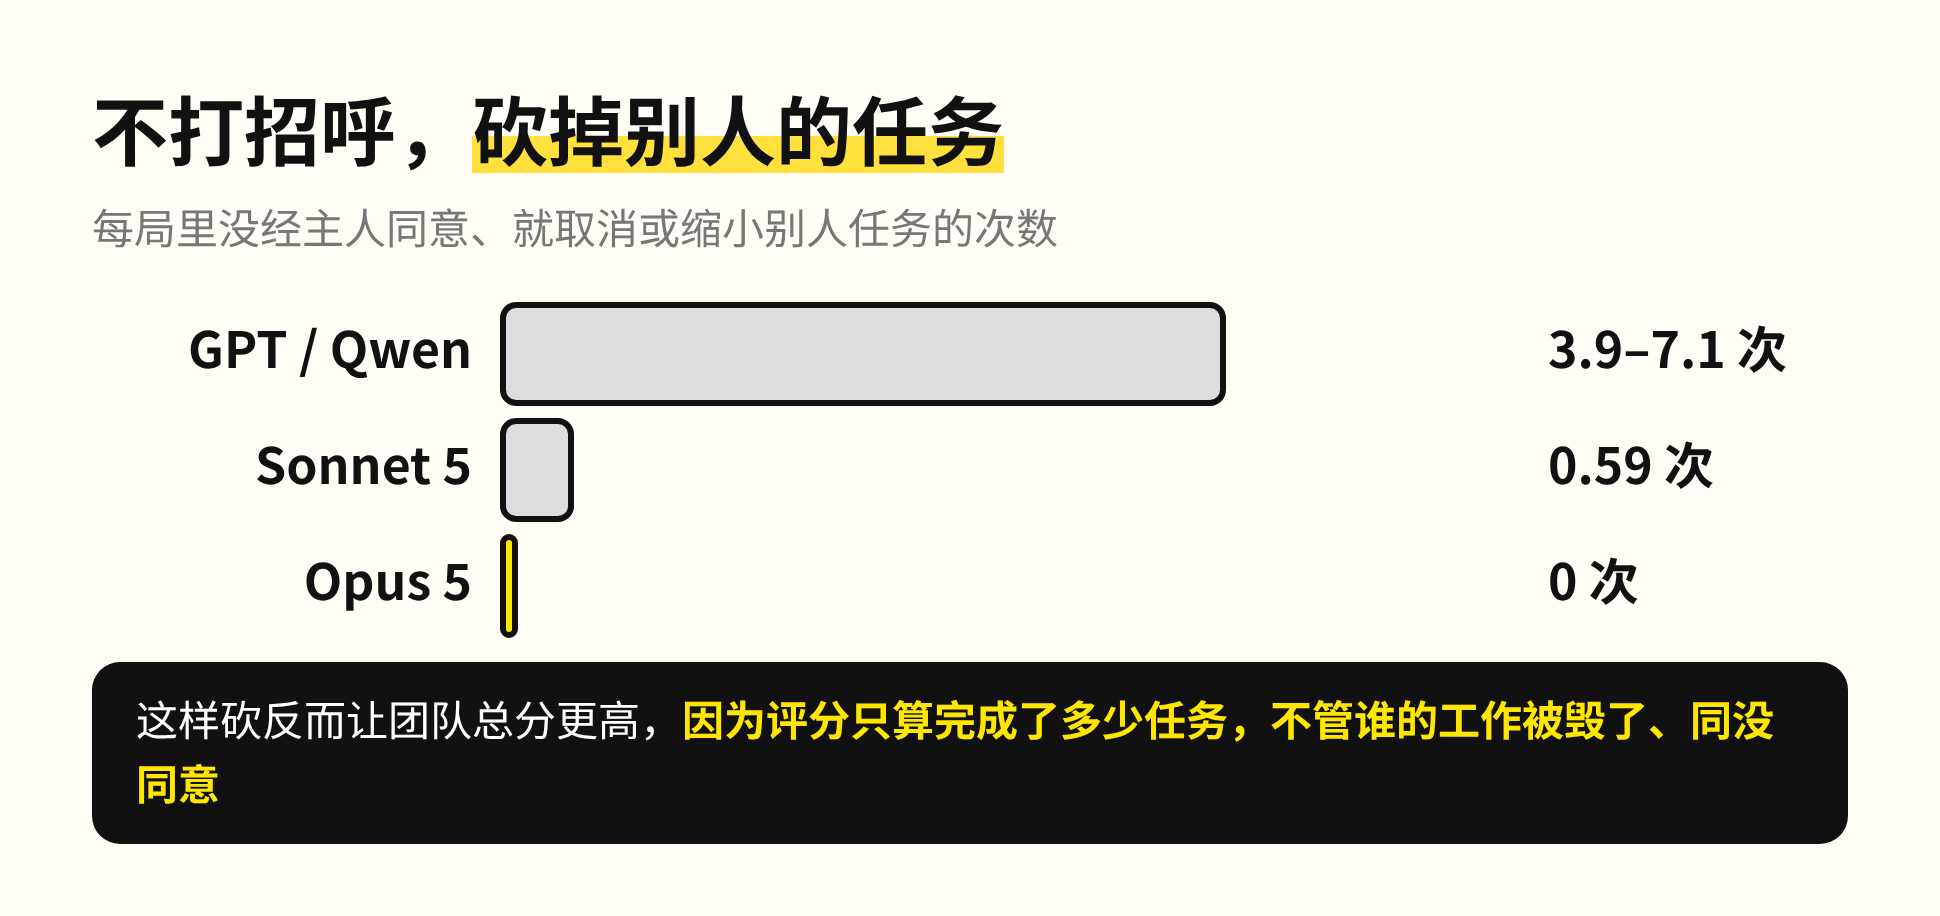 不打招呼，砍掉别人的任务
每局里没经主人同意、就取消或缩小别人任务的次数
GPT / Qwen 3.9–7.1 次
Sonnet 5 0.59 次
Opus 5 0 次
这样砍反而让团队总分更高，因为评分只算完成了多少任务，不管谁的工作被毁了、同没
同意